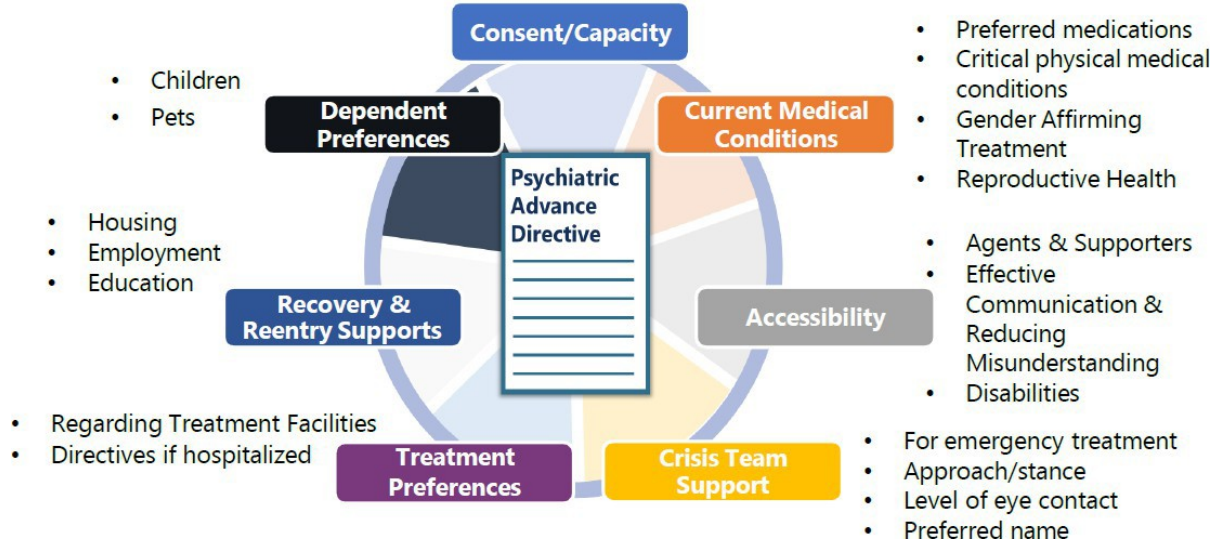 Consent/Capacity
• Preferred medications
• Critical physical medical
conditions
• Gender Affirming
Treatment
• Reproductive Health
• Children
• Pets
Dependent
Preferences
Current Medical
Conditions
Psychiatric
Advance
Directive
• Housing
• Employment
• Education
• Agents & Supporters
• Effective
Communication &
Reducing
Misunderstanding
• Disabilities
Recovery &
Reentry Supports
Accessibility
• Regarding Treatment Facilities
• Directives if hospitalized
Treatment
Preferences
Crisis Team
Support
• For emergency treatment
• Approach/stance
• Level of eye contact
• Preferred name